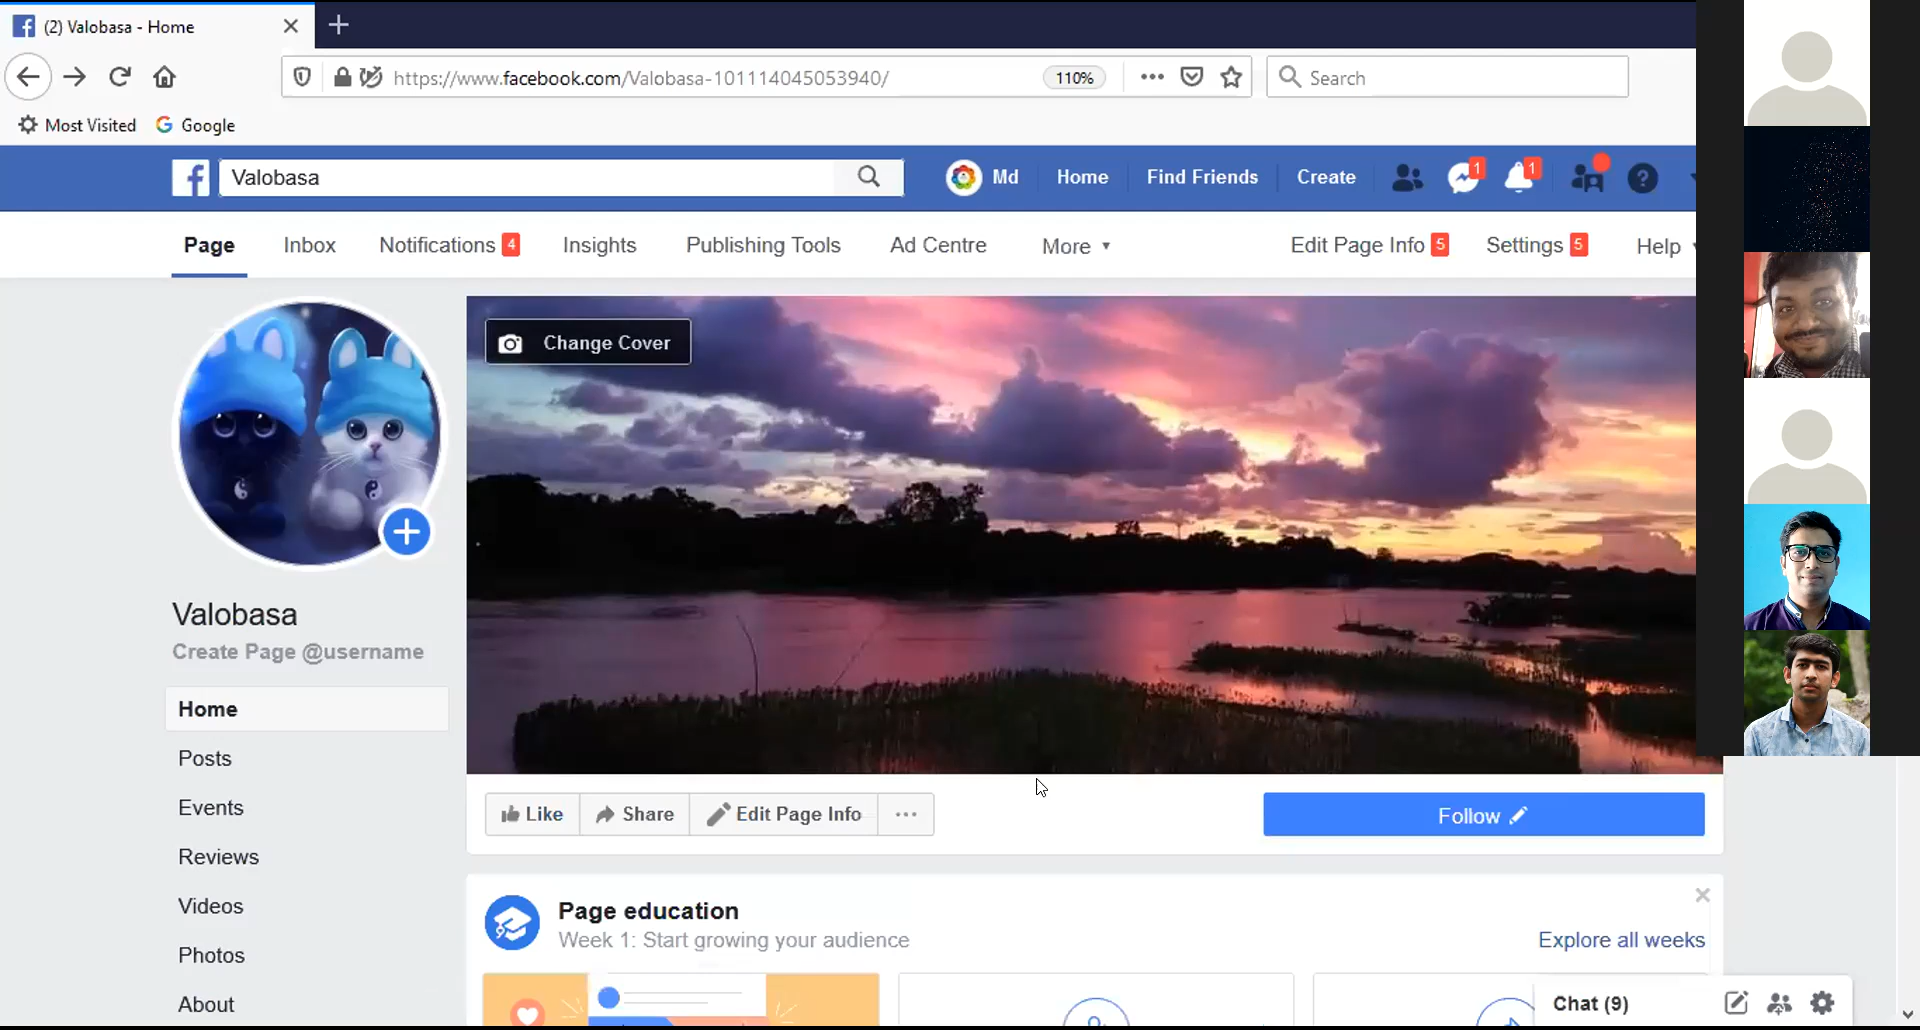 (2) Valobasa - Home
https://www.facebook.com/Valobasa-101114045053940/
110%
Search
Most Visited
Google
Valobasa
Md
Home
Find Friends
Create
1
1
Page
Inbox
Notifications 4
Insights
Publishing Tools
Ad Centre
More
Edit Page Info 5
Settings 5
Help
Change Cover
Valobasa
Create Page @username
Home
Posts
Events
Reviews
Videos
Photos
About
Like
Share
Edit Page Info
Follow
Page education
Week 1: Start growing your audience
Explore all weeks
Chat (9)